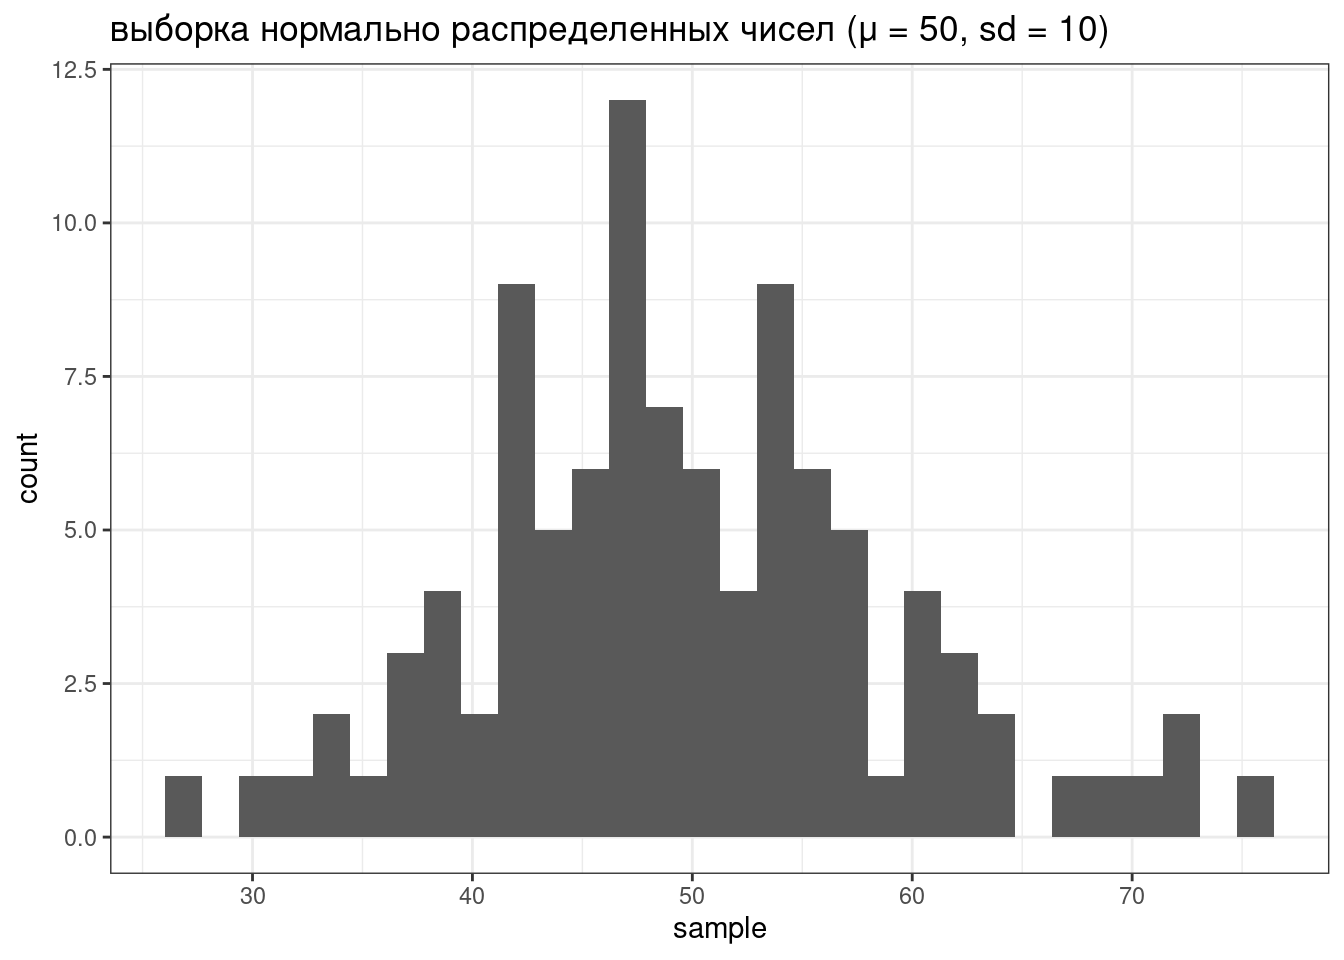 выборка нормально распределенных чисел (μ = 50, sd = 10)
12.5
10.0
7.5
5.0
2.5
0.0
count
30 40 50 60 70
sample